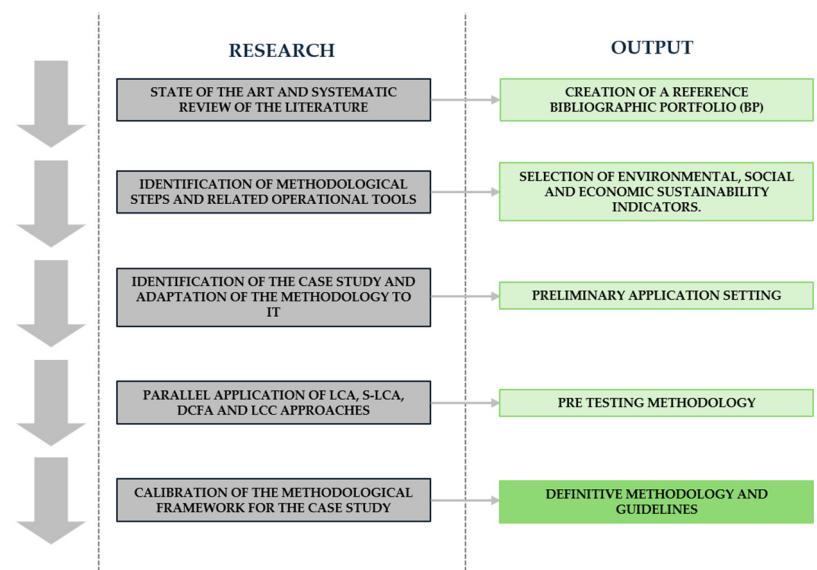 RESEARCH
OUTPUT
STATE OF THE ART AND SYSTEMATIC
REVIEW OF THE LITERATURE
CREATION OF A REFERENCE
BIBLIOGRAPHIC PORTFOLIO (BP)
IDENTIFICATION OF METHODOLOGICAL
STEPS AND RELATED OPERATIONAL TOOLS
SELECTION OF ENVIRONMENTAL, SOCIAL
AND ECONOMIC SUSTAINABILITY
INDICATORS.
IDENTIFICATION OF THE CASE STUDY AND
ADAPTATION OF THE METHODOLOGY TO
IT
PRELIMINARY APPLICATION SETTING
PARALLEL APPLICATION OF LCA, S-LCA,
DCFA AND LCC APPROACHES
PRE TESTING METHODOLOGY
CALIBRATION OF THE METHODOLOGICAL
FRAMEWORK FOR THE CASE STUDY
DEFINITIVE METHODOLOGY AND
GUIDELINES